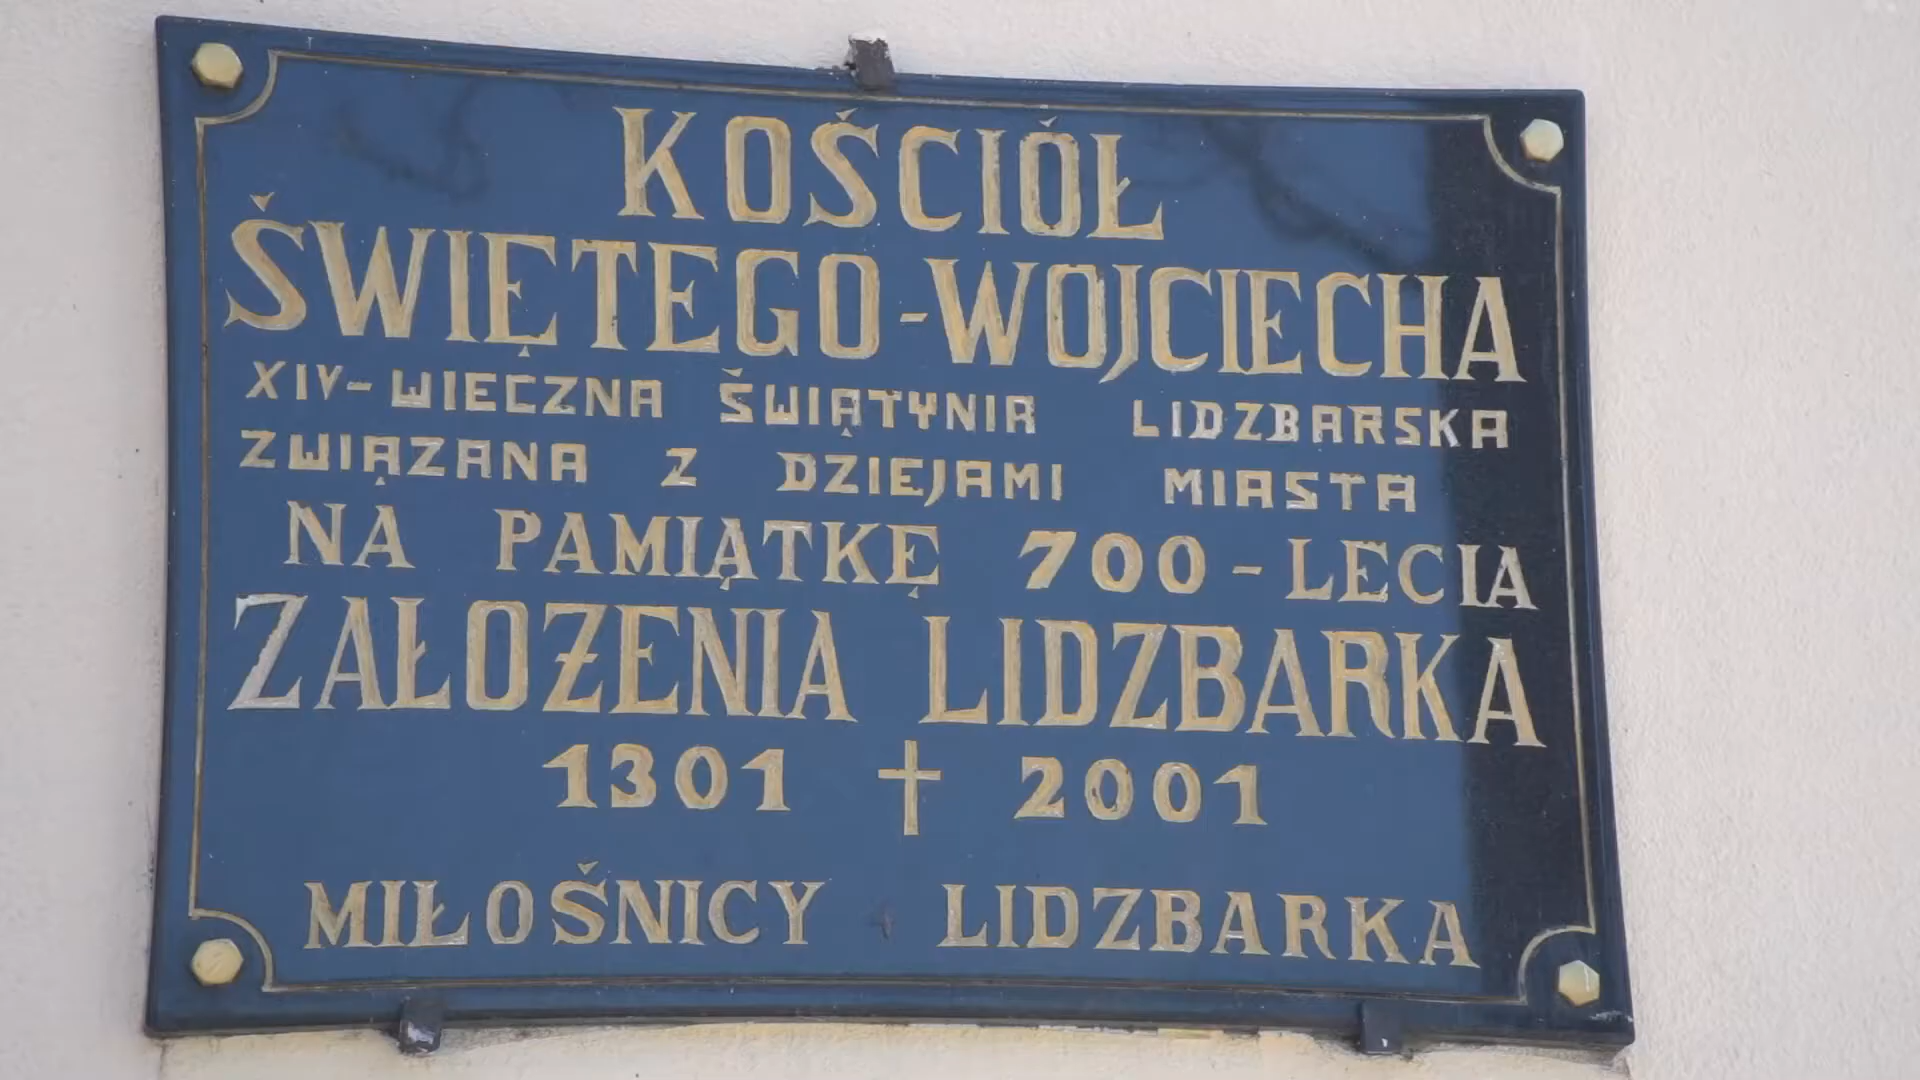 KOŚCIÓŁ
ŚWIĘTEGO-WOJCIECHA
XIV-WIECZNA ŚWIĄTYNIA LIDZBARSKA
ZWIĄZANA Z DZIEJAMI MIASTA
NA PAMIĄTKĘ 700-LECIA
ZAŁOŻENIA LIDZBARKA
1301 † 2001
MIŁOŚNICY LIDZBARKA